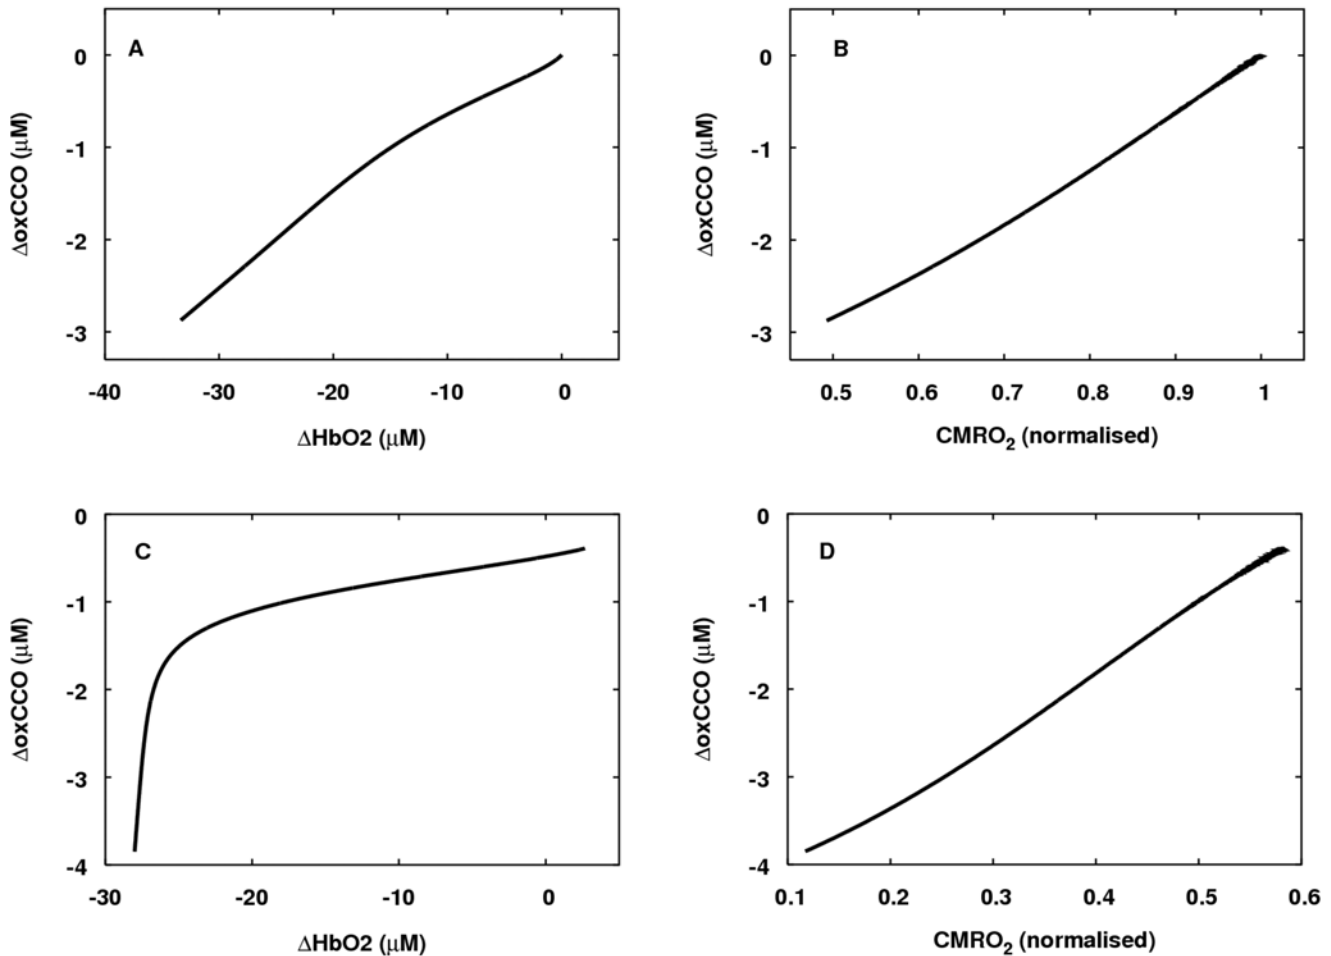 A
0
-1
-2
-3
ΔoxCCO (μM)
-40 -30 -20 -10 0
ΔHbO2 (μM)
B
0
-1
-2
-3
ΔoxCCO (μM)
0.5 0.6 0.7 0.8 0.9 1
CMRO₂ (normalised)
C
0
-1
-2
-3
-4
ΔoxCCO (μM)
-30 -20 -10 0
ΔHbO2 (μM)
D
0
-1
-2
-3
-4
ΔoxCCO (μM)
0.1 0.2 0.3 0.4 0.5 0.6
CMRO₂ (normalised)